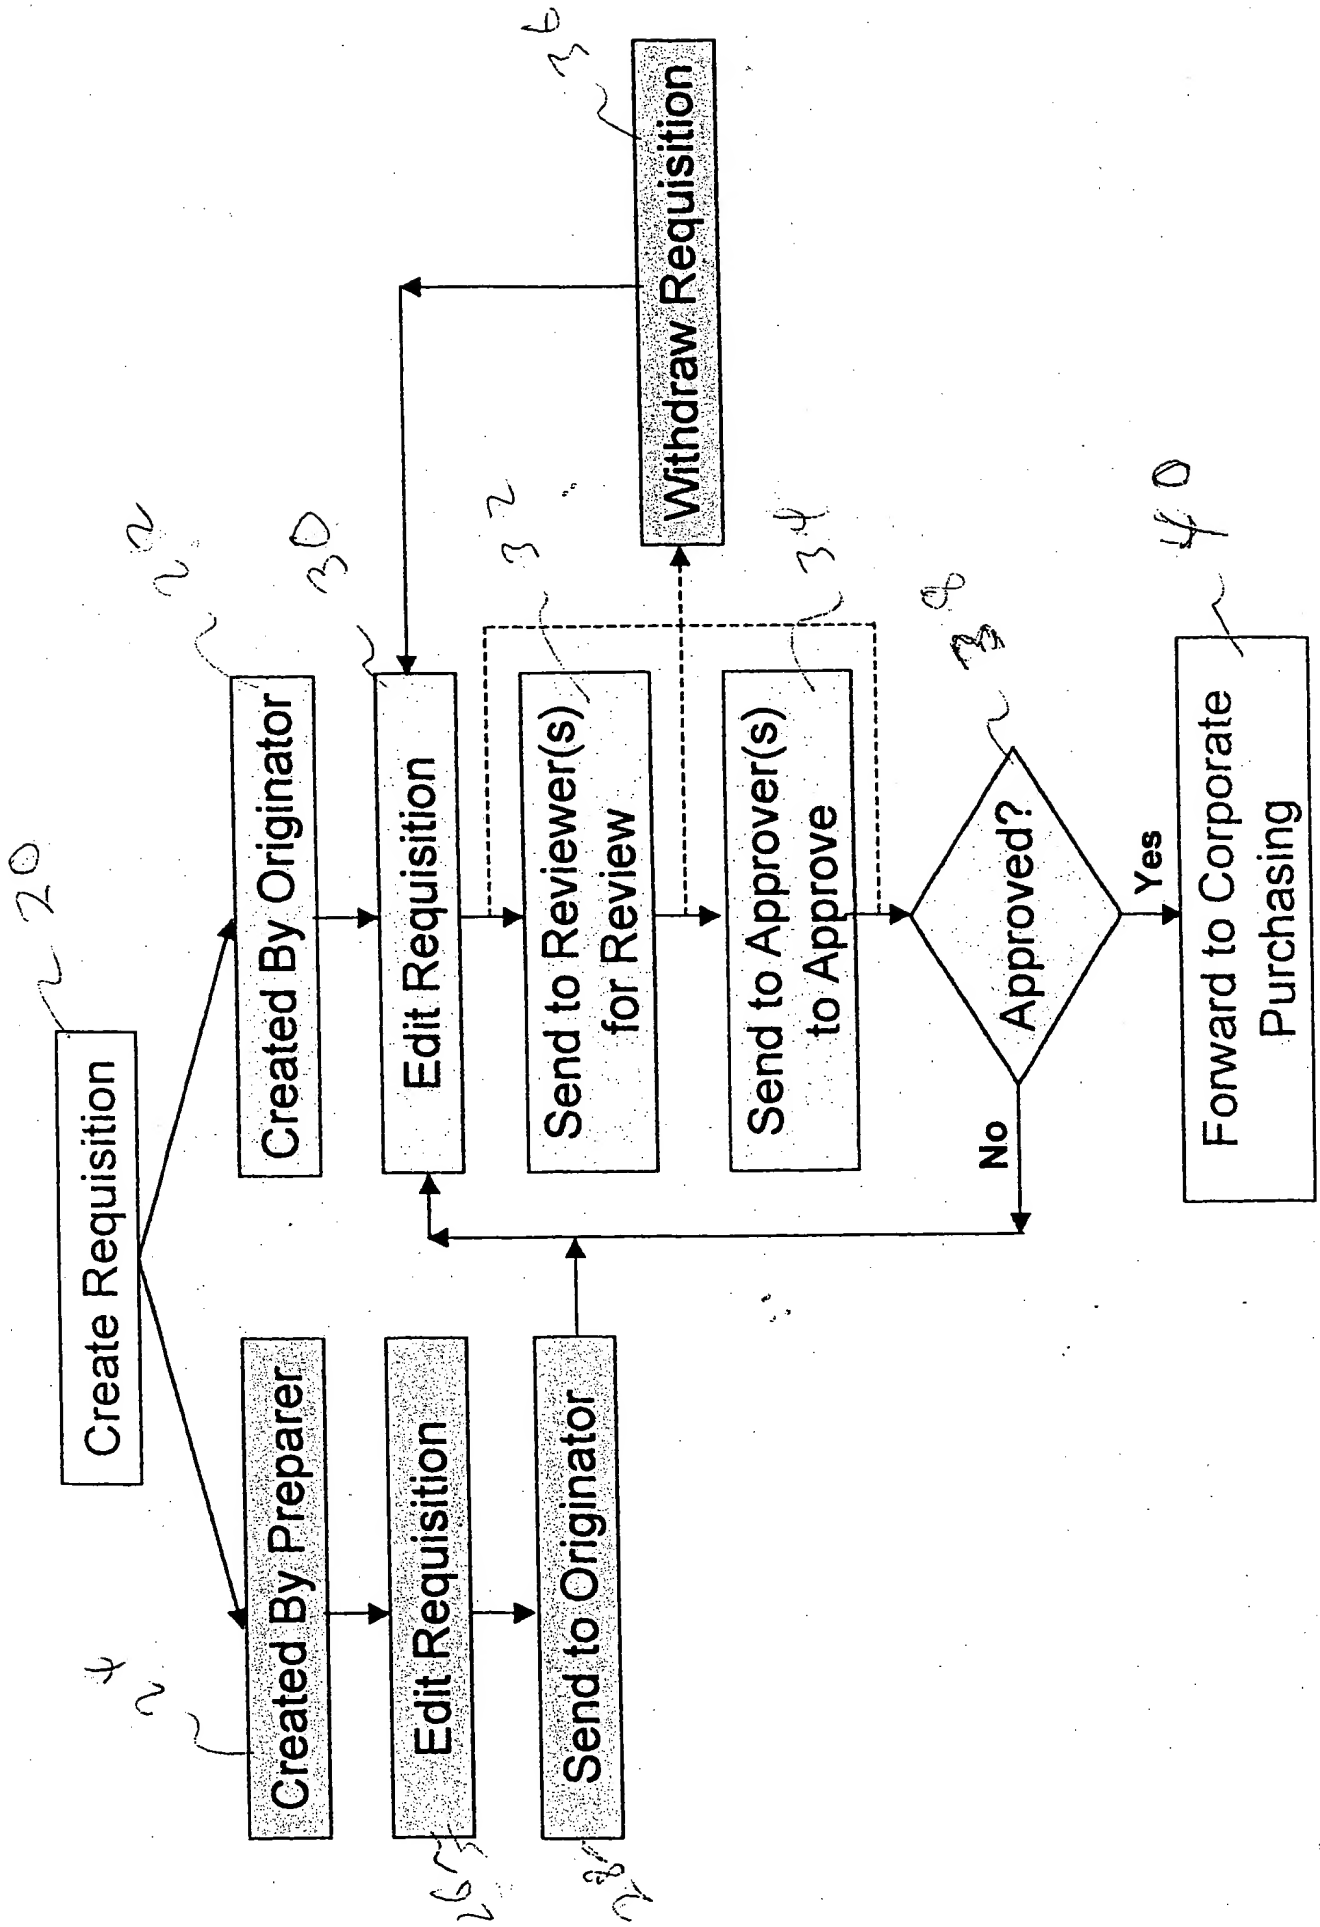 Create Requisition
20
Created By Preparer
24
Created By Originator
22
Edit Requisition
26
Edit Requisition
30
Send to Originator
28
Send to Reviewer(s)
for Review
32
Withdraw Requisition
36
Send to Approver(s)
to Approve
34
Approved?
38
No
Yes
Forward to Corporate
Purchasing
40